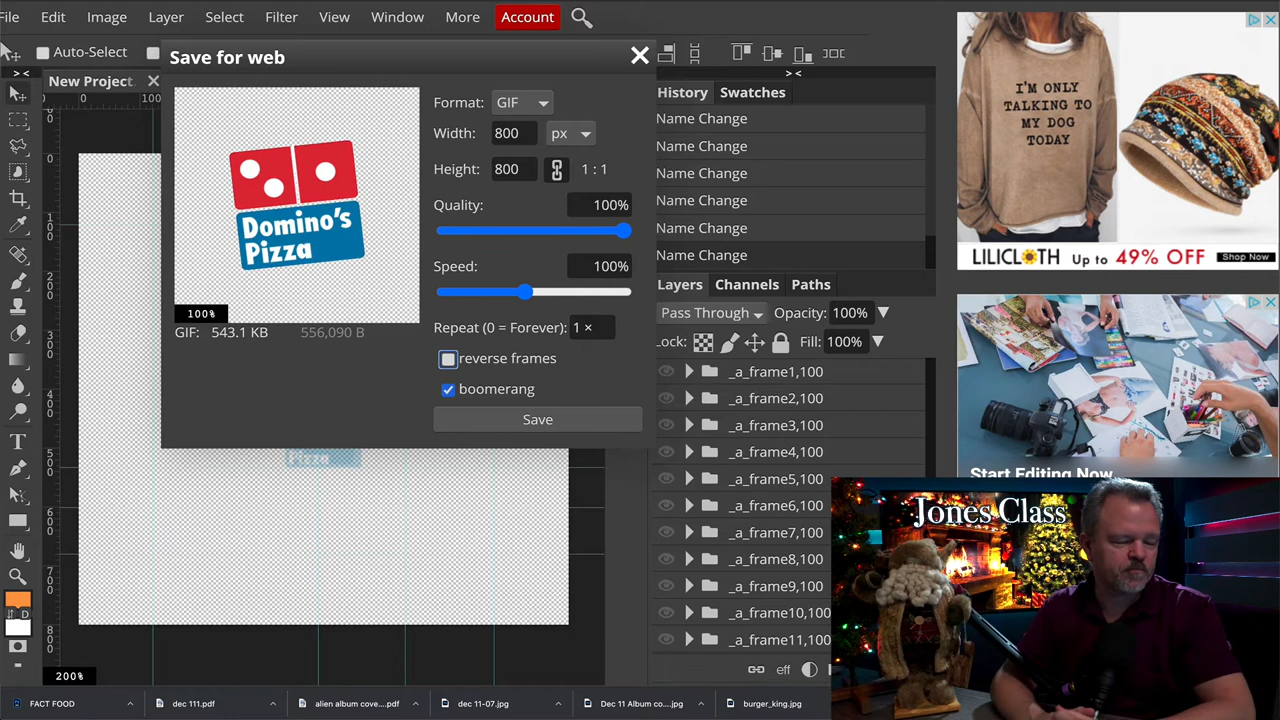 File Edit Image Layer Select Filter View Window More Account
Auto-Select
Save for web
New Project.
0 100
Format: GIF
Width: 800 px
Height: 800 1 : 1
Quality: 100%
Speed: 100%
Repeat (0 = Forever): 1 ×
reverse frames
boomerang
Save
Domino's
Pizza
100%
GIF: 543.1 KB 556,090 B
Pizza
200%
> <
> <
History Swatches
Name Change
Name Change
Name Change
Name Change
Name Change
Name Change
Layers Channels Paths
Pass Through Opacity: 100%
Lock: Fill: 100%
_a_frame1,100
_a_frame2,100
_a_frame3,100
_a_frame4,100
_a_frame5,100
_a_frame6,100
_a_frame7,100
_a_frame8,100
_a_frame9,100
_a_frame10,100
_a_frame11,100
eff
I'M ONLY
TALKING TO
MY DOG
TODAY
LILICLOTH Up to 49% OFF Shop Now
Start Editing Now
Jones Class
FACT FOOD
dec 111.pdf
alien album cove....pdf
dec 11-07.jpg
Dec 11 Album co....jpg
burger_king.jpg